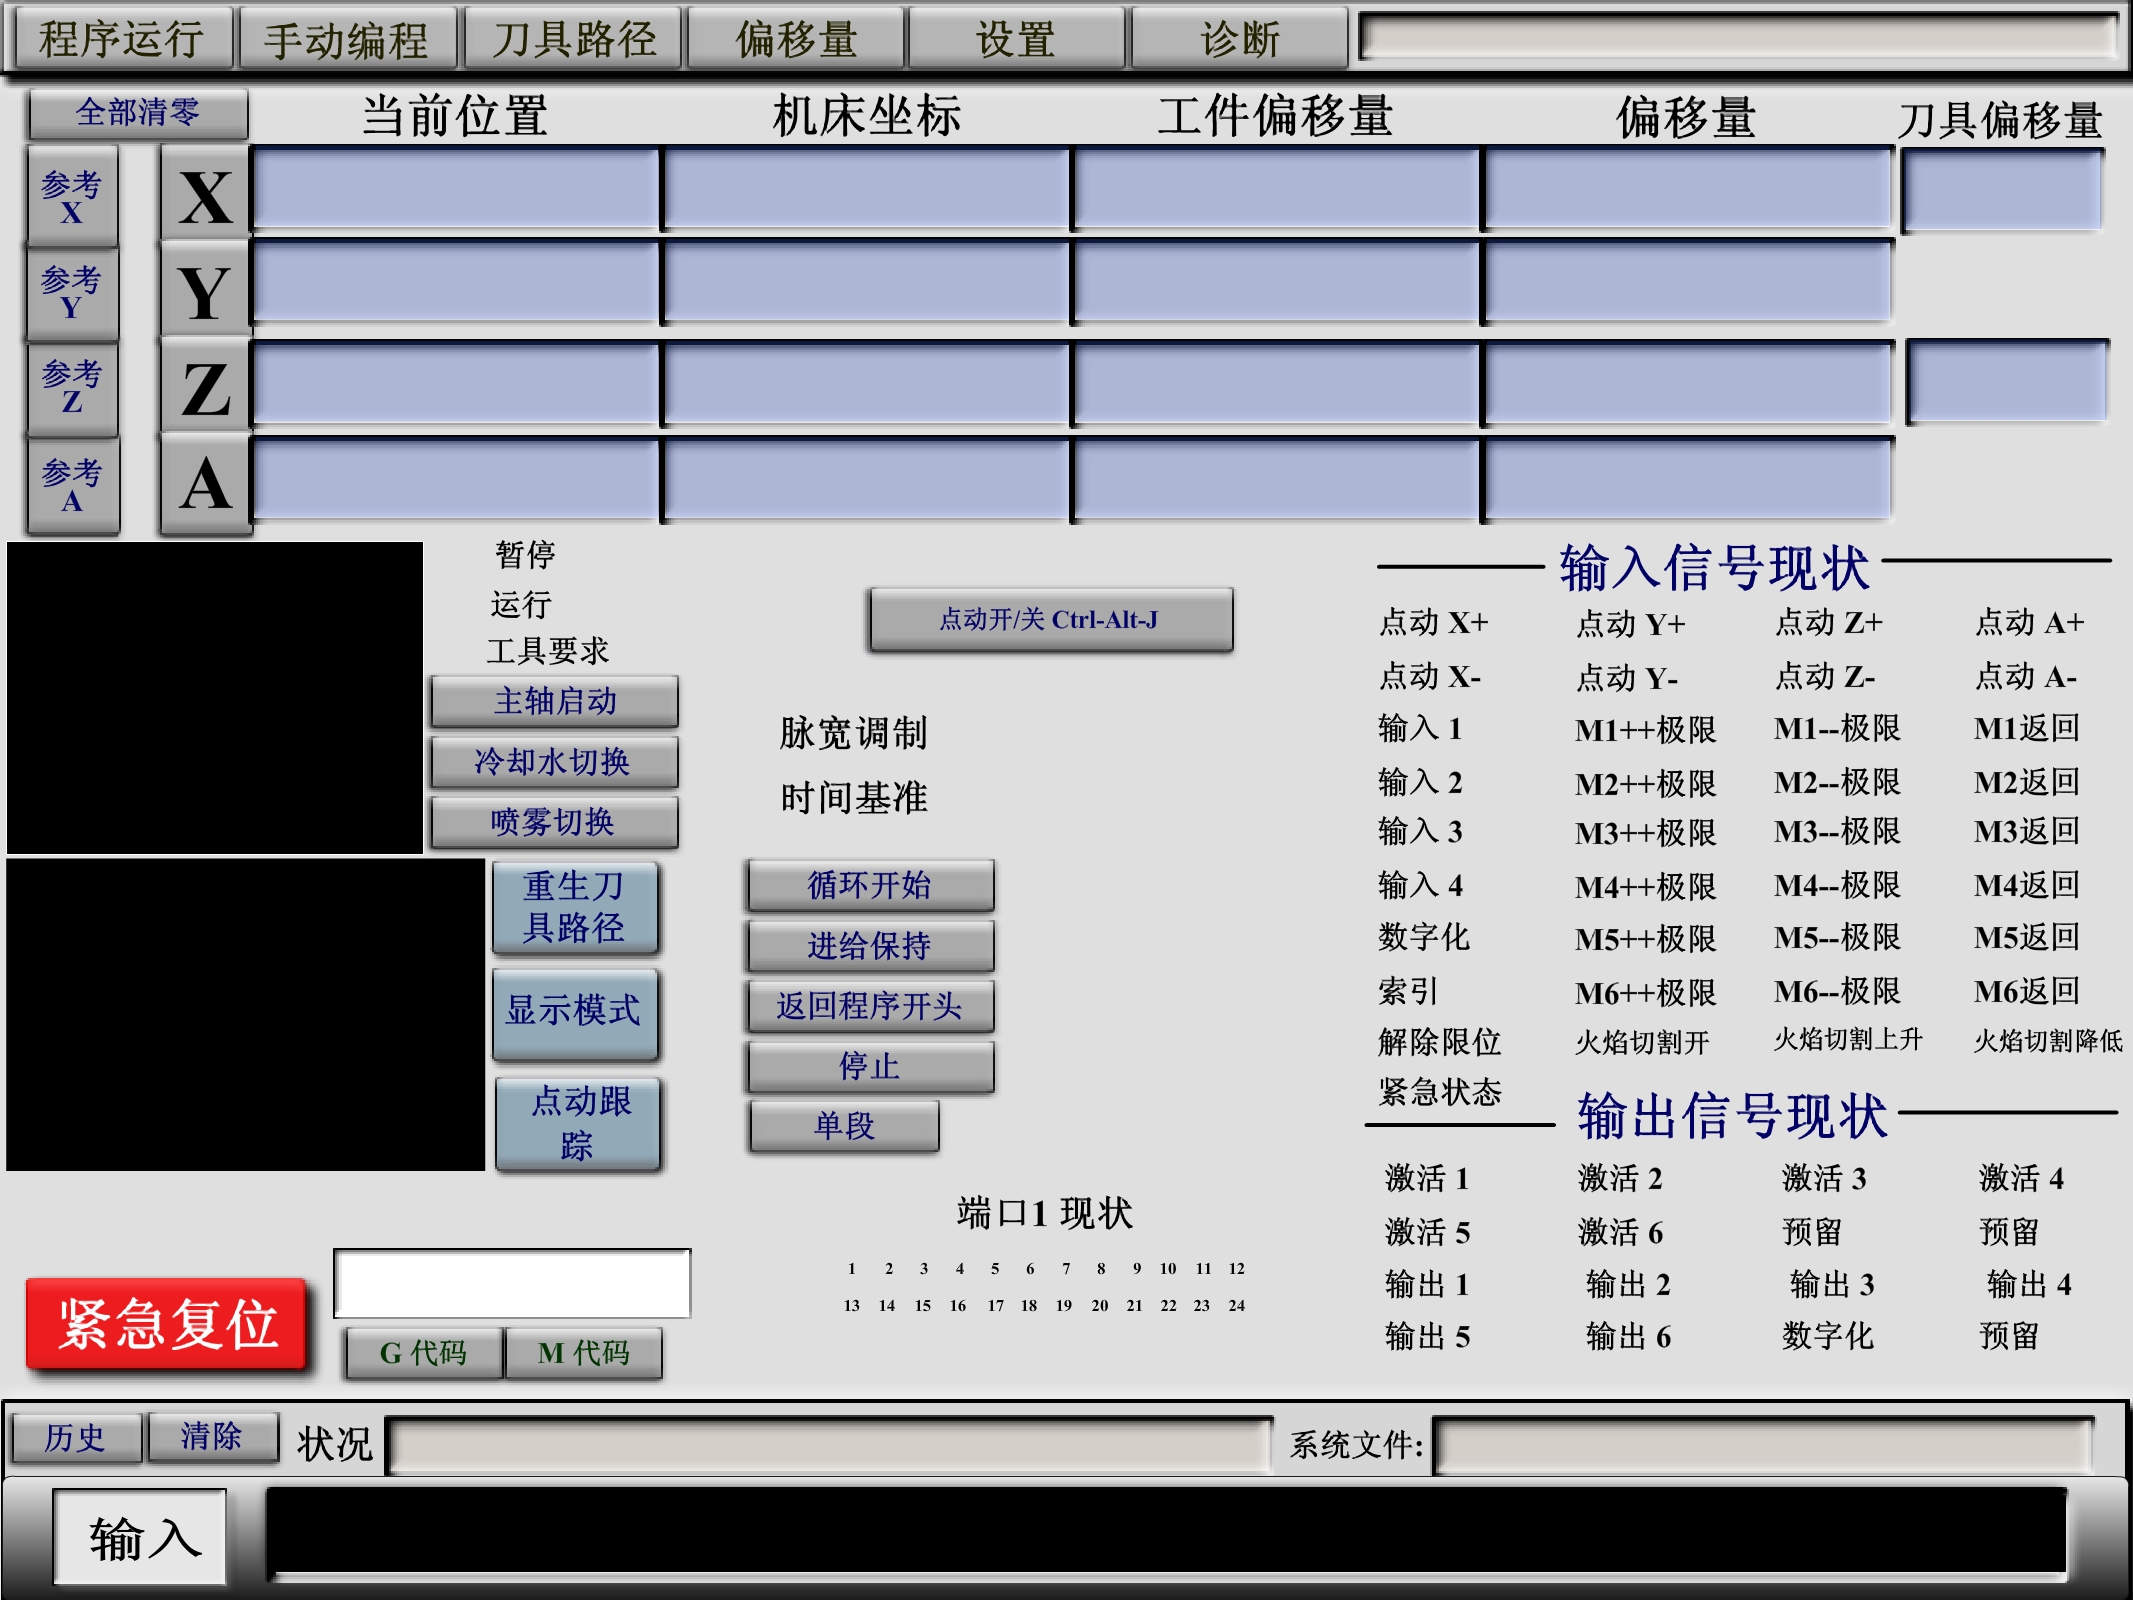 程序运行 手动编程 刀具路径 偏移量 设置 诊断
全部清零 当前位置 机床坐标 工件偏移量 偏移量 刀具偏移量
参考
X
X
参考
Y
Y
参考
Z
Z
参考
A
A
暂停
运行
工具要求
主轴启动
冷却水切换
喷雾切换
重生刀
具路径
显示模式
点动跟
踪
点动开/关 Ctrl-Alt-J
脉宽调制
时间基准
循环开始
进给保持
返回程序开头
停止
单段
输入信号现状
点动 X+ 点动 Y+ 点动 Z+ 点动 A+
点动 X- 点动 Y- 点动 Z- 点动 A-
输入 1 M1++极限 M1--极限 M1返回
输入 2 M2++极限 M2--极限 M2返回
输入 3 M3++极限 M3--极限 M3返回
输入 4 M4++极限 M4--极限 M4返回
数字化 M5++极限 M5--极限 M5返回
索引 M6++极限 M6--极限 M6返回
解除限位 火焰切割开 火焰切割上升 火焰切割降低
紧急状态
输出信号现状
激活 1 激活 2 激活 3 激活 4
激活 5 激活 6 预留 预留
输出 1 输出 2 输出 3 输出 4
输出 5 输出 6 数字化 预留
端口1 现状
1 2 3 4 5 6 7 8 9 10 11 12
13 14 15 16 17 18 19 20 21 22 23 24
紧急复位
G 代码 M 代码
历史 清除 状况 系统文件:
输入